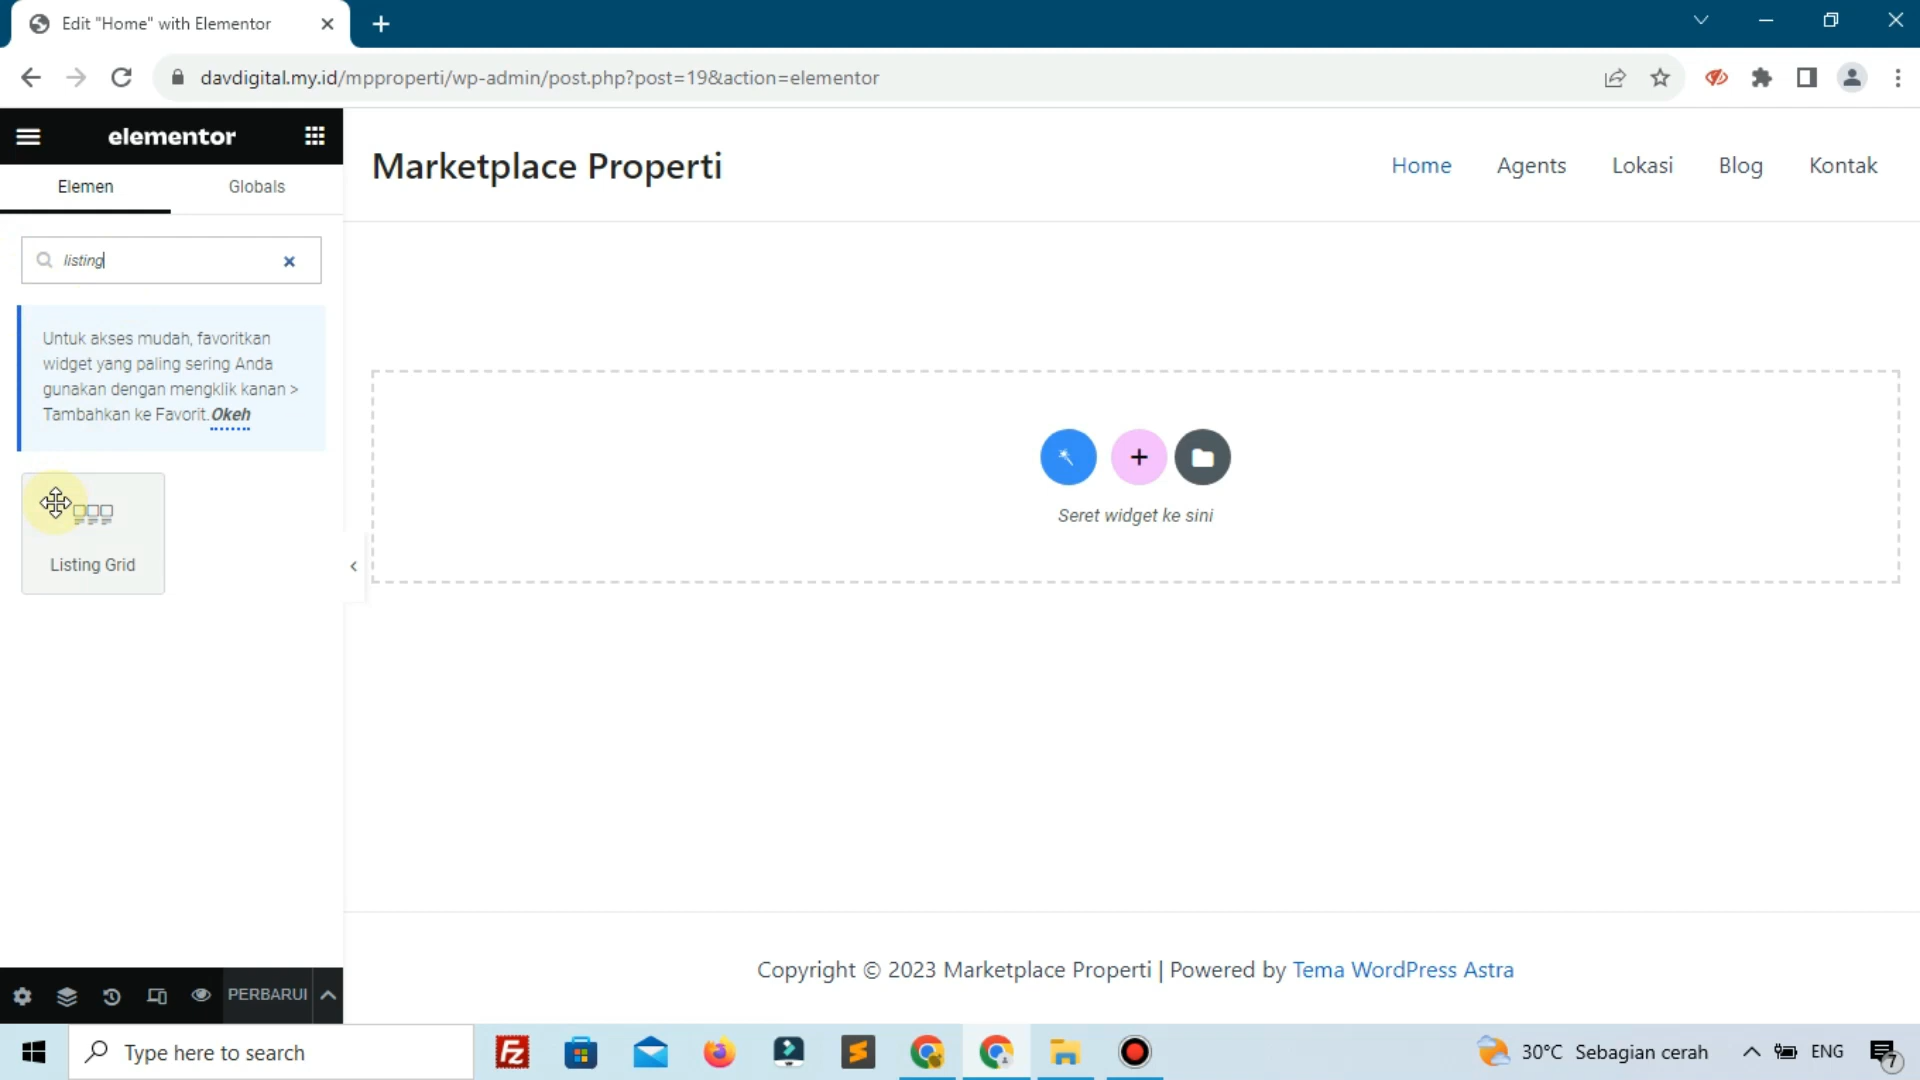 Edit "Home" with Elementor
davdigital.my.id/mpproperti/wp-admin/post.php?post=19&action=elementor
elementor
Elemen
Globals
listing
Untuk akses mudah, favoritkan
widget yang paling sering Anda
gunakan dengan mengklik kanan >
Tambahkan ke Favorit. Okeh
Listing Grid
PERBARUI
Marketplace Properti
Home
Agents
Lokasi
Blog
Kontak
Seret widget ke sini
Copyright © 2023 Marketplace Properti | Powered by Tema WordPress Astra
Type here to search
30°C Sebagian cerah
ENG
7